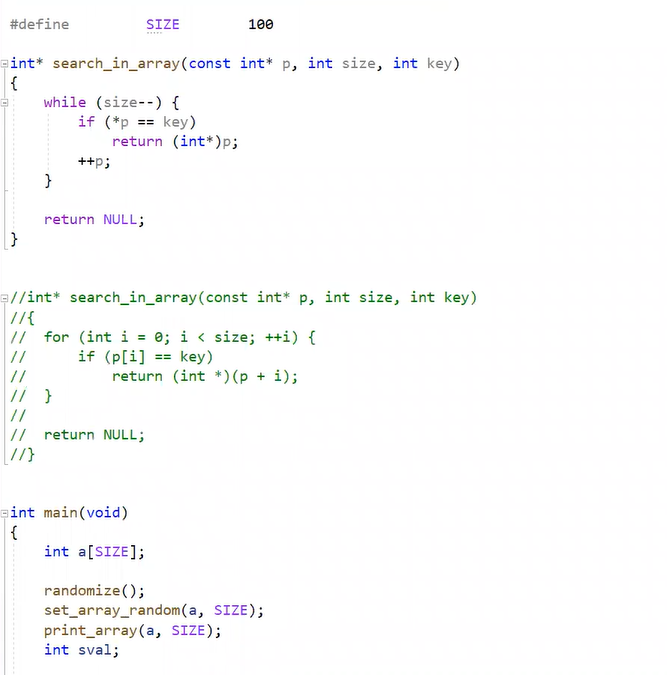 #define SIZE 100
int* search_in_array(const int* p, int size, int key)
{
while (size--) {
if (*p == key)
return (int*)p;
++p;
}
return NULL;
}
//int* search_in_array(const int* p, int size, int key)
//{
// for (int i = 0; i < size; ++i) {
// if (p[i] == key)
// return (int *)(p + i);
// }
//
// return NULL;
//}
int main(void)
{
int a[SIZE];
randomize();
set_array_random(a, SIZE);
print_array(a, SIZE);
int sval;